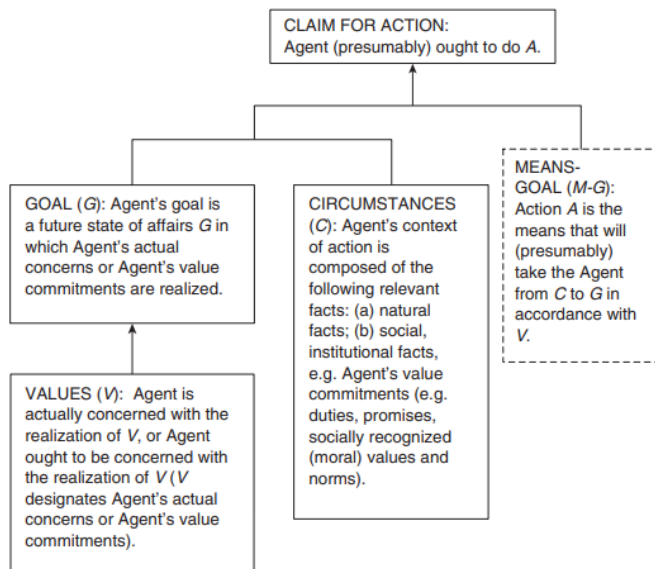 CLAIM FOR ACTION:
Agent (presumably) ought to do A.
GOAL (G): Agent's goal is
a future state of affairs G in
which Agent's actual
concerns or Agent's value
commitments are realized.
CIRCUMSTANCES
(C): Agent's context
of action is
composed of the
following relevant
facts: (a) natural
facts; (b) social,
institutional facts,
e.g. Agent's value
commitments (e.g.
duties, promises,
socially recognized
(moral) values and
norms).
MEANS-
GOAL (M-G):
Action A is the
means that will
(presumably)
take the Agent
from C to G in
accordance with
V.
VALUES (V): Agent is
actually concerned with the
realization of V, or Agent
ought to be concerned with
the realization of V (V
designates Agent's actual
concerns or Agent's value
commitments).